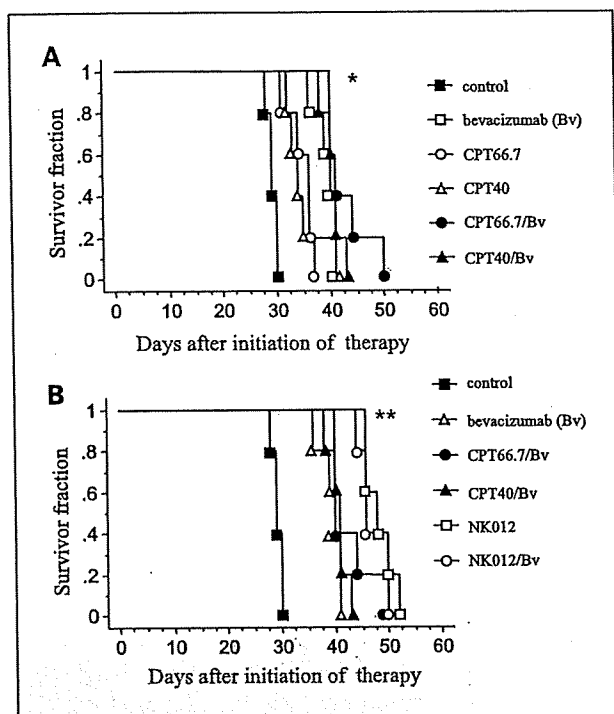 A
*
1
.8
.6
.4
.2
0
Survivor fraction
0 10 20 30 40 50 60
Days after initiation of therapy
control
bevacizumab (Bv)
CPT66.7
CPT40
CPT66.7/Bv
CPT40/Bv
B
**
1
.8
.6
.4
.2
0
Survivor fraction
0 10 20 30 40 50 60
Days after initiation of therapy
control
bevacizumab (Bv)
CPT66.7/Bv
CPT40/Bv
NK012
NK012/Bv